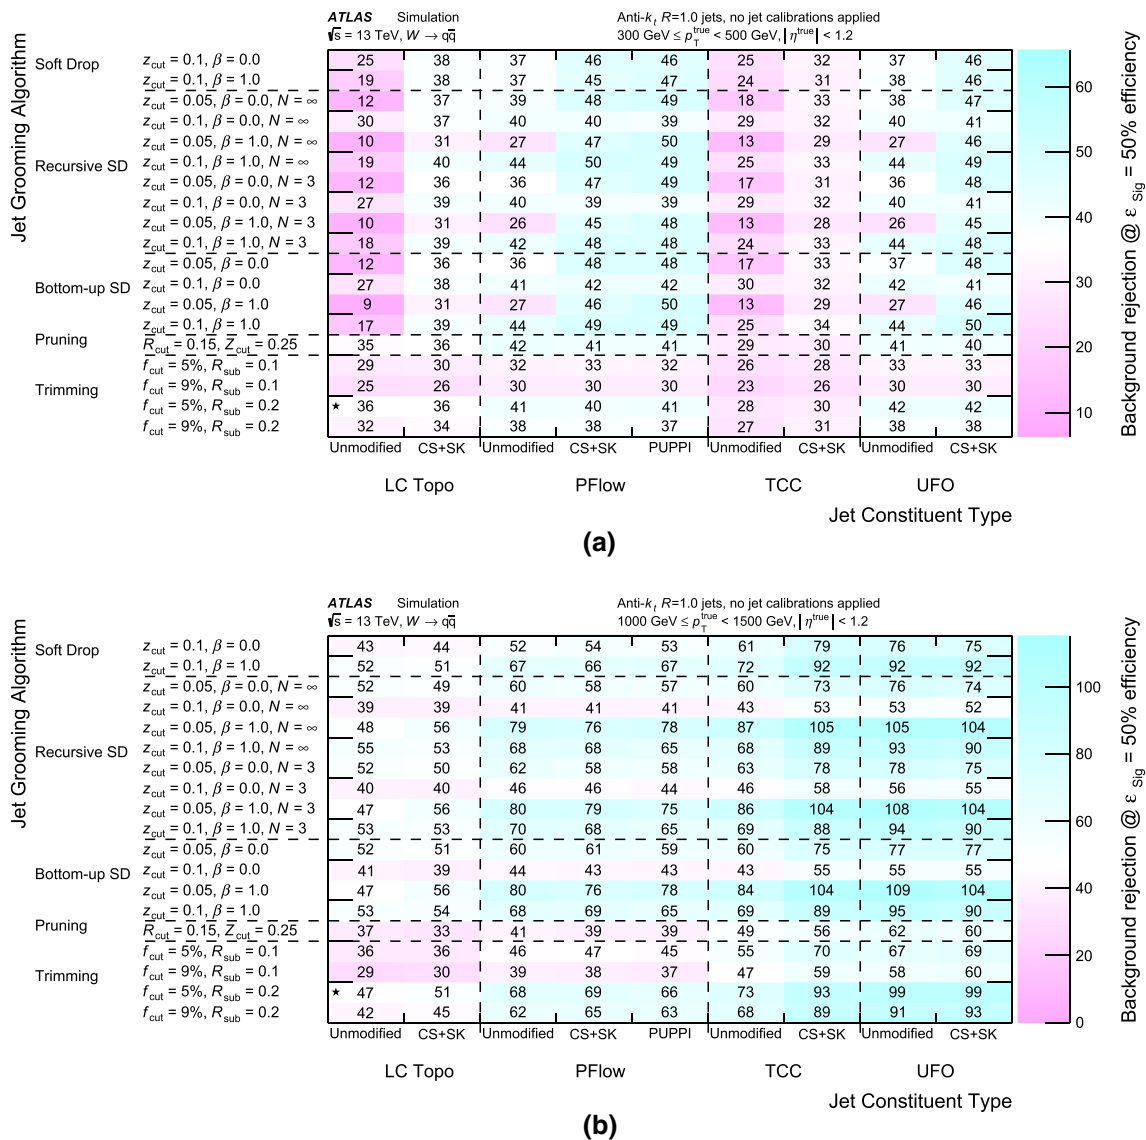 ATLAS Simulation Anti-kt R=1.0 jets, no jet calibrations applied
√s = 13 TeV, W → qq̄ 300 GeV ≤ pT^true < 500 GeV, |η^true| < 1.2
Jet Grooming Algorithm
Soft Drop
Recursive SD
Bottom-up SD
Pruning
Trimming
zcut = 0.1, β = 0.0 25 38 37 46 46 25 32 37 46
zcut = 0.1, β = 1.0 19 38 37 45 47 24 31 38 46
zcut = 0.05, β = 0.0, N = ∞ 12 37 39 48 49 18 33 38 47
zcut = 0.1, β = 0.0, N = ∞ 30 37 40 40 39 29 32 40 41
zcut = 0.05, β = 1.0, N = ∞ 10 31 27 47 50 13 29 27 46
zcut = 0.1, β = 1.0, N = ∞ 19 40 44 50 49 25 33 44 49
zcut = 0.05, β = 0.0, N = 3 12 36 36 47 49 17 31 36 48
zcut = 0.1, β = 0.0, N = 3 27 39 40 39 39 29 32 40 41
zcut = 0.05, β = 1.0, N = 3 10 31 26 45 48 13 28 26 45
zcut = 0.1, β = 1.0, N = 3 18 39 42 48 48 24 33 44 48
zcut = 0.05, β = 0.0 12 36 36 48 48 17 33 37 48
zcut = 0.1, β = 0.0 27 38 41 42 42 30 32 42 41
zcut = 0.05, β = 1.0 9 31 27 46 50 13 29 27 46
zcut = 0.1, β = 1.0 17 39 44 49 49 25 34 44 50
Rcut = 0.15, Zcut = 0.25 35 36 42 41 41 29 30 41 40
fcut = 5%, Rsub = 0.1 29 30 32 33 32 26 28 33 33
fcut = 9%, Rsub = 0.1 25 26 30 30 30 23 26 30 30
fcut = 5%, Rsub = 0.2 ★ 36 36 41 40 41 28 30 42 42
fcut = 9%, Rsub = 0.2 32 34 38 38 37 27 31 38 38
Unmodified CS+SK Unmodified CS+SK PUPPI Unmodified CS+SK Unmodified CS+SK
LC Topo PFlow TCC UFO
Jet Constituent Type
60
50
40
30
20
10
Background rejection @ ε Sig = 50% efficiency
(a)
ATLAS Simulation Anti-kt R=1.0 jets, no jet calibrations applied
√s = 13 TeV, W → qq̄ 1000 GeV ≤ pT^true < 1500 GeV, |η^true| < 1.2
Jet Grooming Algorithm
Soft Drop
Recursive SD
Bottom-up SD
Pruning
Trimming
zcut = 0.1, β = 0.0 43 44 52 54 53 61 79 76 75
zcut = 0.1, β = 1.0 52 51 67 66 67 72 92 92 92
zcut = 0.05, β = 0.0, N = ∞ 52 49 60 58 57 60 73 76 74
zcut = 0.1, β = 0.0, N = ∞ 39 39 41 41 41 43 53 53 52
zcut = 0.05, β = 1.0, N = ∞ 48 56 79 76 78 87 105 105 104
zcut = 0.1, β = 1.0, N = ∞ 55 53 68 68 65 68 89 93 90
zcut = 0.05, β = 0.0, N = 3 52 50 62 58 58 63 78 78 75
zcut = 0.1, β = 0.0, N = 3 40 40 46 46 44 46 58 56 55
zcut = 0.05, β = 1.0, N = 3 47 56 80 79 75 86 104 108 104
zcut = 0.1, β = 1.0, N = 3 53 53 70 68 65 69 88 94 90
zcut = 0.05, β = 0.0 52 51 60 61 59 60 75 77 77
zcut = 0.1, β = 0.0 41 39 44 43 43 43 55 55 55
zcut = 0.05, β = 1.0 47 56 80 76 78 84 104 109 104
zcut = 0.1, β = 1.0 53 54 68 69 65 69 89 95 90
Rcut = 0.15, Zcut = 0.25 37 33 41 39 39 49 56 62 60
fcut = 5%, Rsub = 0.1 36 36 46 47 45 55 70 67 69
fcut = 9%, Rsub = 0.1 29 30 39 38 37 47 59 58 60
fcut = 5%, Rsub = 0.2 ★ 47 51 68 69 66 73 93 99 99
fcut = 9%, Rsub = 0.2 42 45 62 65 63 68 89 91 93
Unmodified CS+SK Unmodified CS+SK PUPPI Unmodified CS+SK Unmodified CS+SK
LC Topo PFlow TCC UFO
Jet Constituent Type
100
80
60
40
20
0
Background rejection @ ε Sig = 50% efficiency
(b)